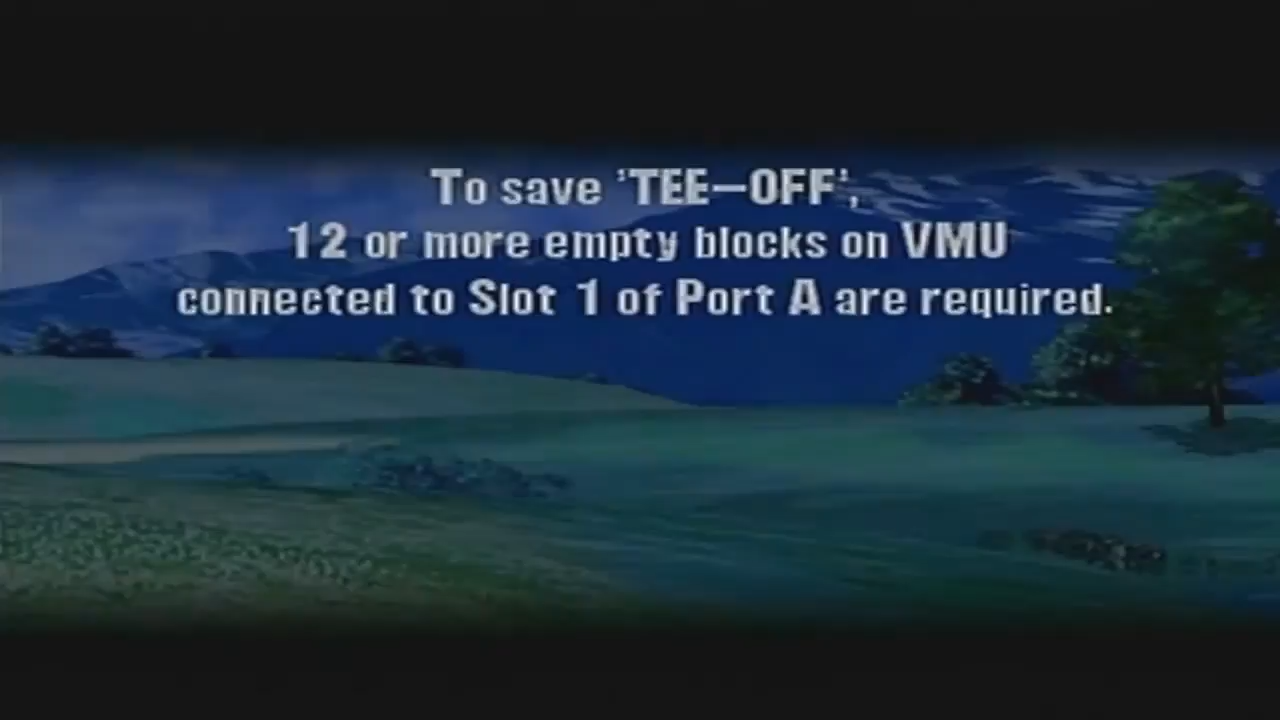 To save 'TEE-OFF',
12 or more empty blocks on VMU
connected to Slot 1 of Port A are required.